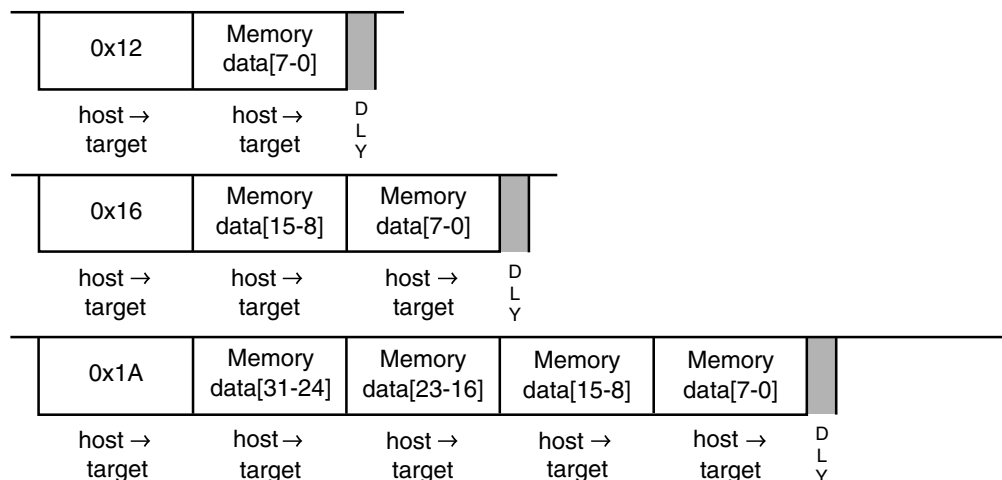 0x12 Memory data[7-0]
host → target host → target D L Y
0x16 Memory data[15-8] Memory data[7-0]
host → target host → target host → target D L Y
0x1A Memory data[31-24] Memory data[23-16] Memory data[15-8] Memory data[7-0]
host → target host → target host → target host → target host → target D L Y